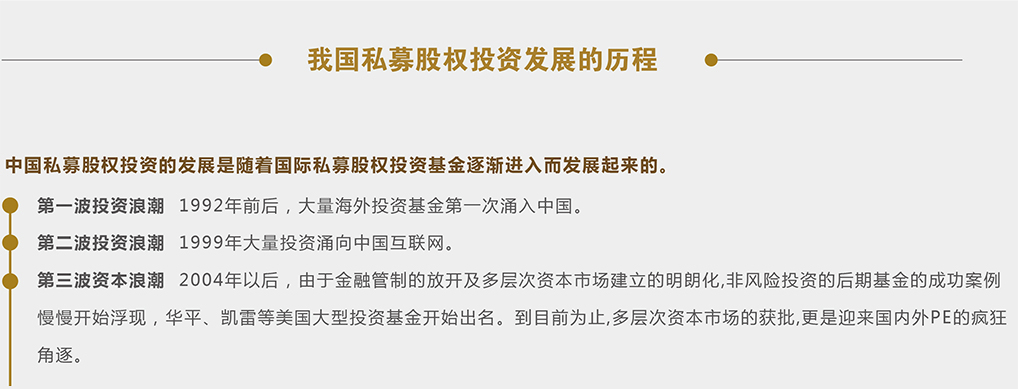 我国私募股权投资发展的历程
中国私募股权投资的发展是随着国际私募股权投资基金逐渐进入而发展起来的。
第一波投资浪潮 1992年前后，大量海外投资基金第一次涌入中国。
第二波投资浪潮 1999年大量投资涌向中国互联网。
第三波资本浪潮 2004年以后，由于金融管制的放开及多层次资本市场建立的明朗化,非风险投资的后期基金的成功案例
慢慢开始浮现，华平、凯雷等美国大型投资基金开始出名。到目前为止,多层次资本市场的获批,更是迎来国内外PE的疯狂
角逐。